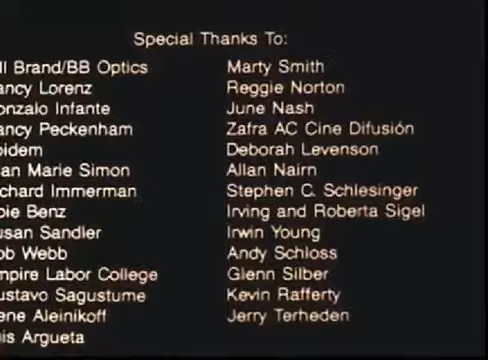 Special Thanks To:
ll Brand/BB Optics
ancy Lorenz
onzalo Infante
ancy Peckenham
idem
an Marie Simon
chard Immerman
bie Benz
usan Sandler
ob Webb
mpire Labor College
ustavo Sagustume
ene Aleinikoff
is Argueta
Marty Smith
Reggie Norton
June Nash
Zafra AC Cine Difusión
Deborah Levenson
Allan Nairn
Stephen C. Schlesinger
Irving and Roberta Sigel
Irwin Young
Andy Schloss
Glenn Silber
Kevin Rafferty
Jerry Terheden